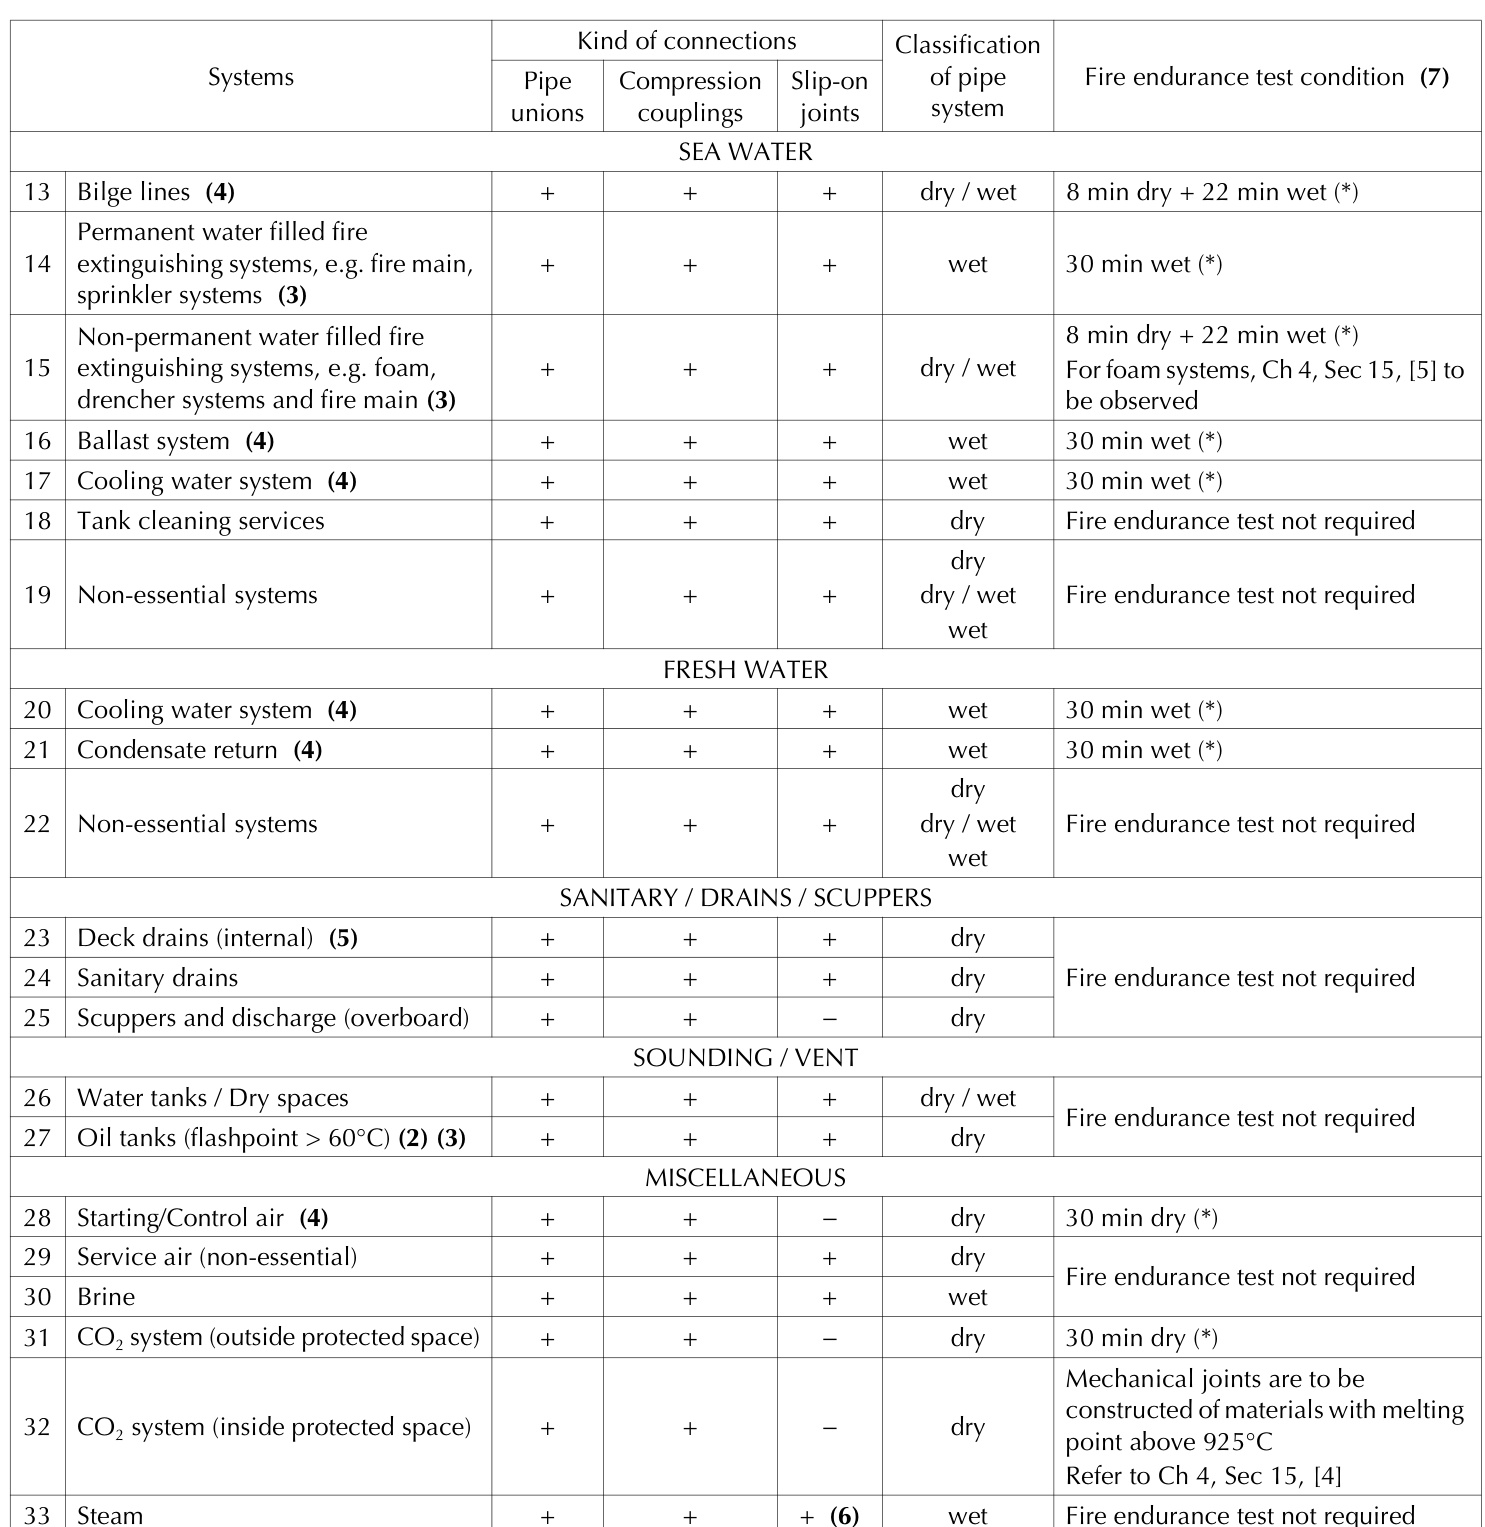 Systems
Kind of connections
Pipe unions
Compression couplings
Slip-on joints
Classification of pipe system
Fire endurance test condition (7)
SEA WATER
13 Bilge lines (4) + + + dry / wet 8 min dry + 22 min wet (*)
14 Permanent water filled fire
extinguishing systems, e.g. fire main,
sprinkler systems (3) + + + wet 30 min wet (*)
15 Non-permanent water filled fire
extinguishing systems, e.g. foam,
drencher systems and fire main (3) + + + dry / wet 8 min dry + 22 min wet (*)
For foam systems, Ch 4, Sec 15, [5] to
be observed
16 Ballast system (4) + + + wet 30 min wet (*)
17 Cooling water system (4) + + + wet 30 min wet (*)
18 Tank cleaning services + + + dry Fire endurance test not required
19 Non-essential systems + + + dry
dry / wet
wet
Fire endurance test not required
FRESH WATER
20 Cooling water system (4) + + + wet 30 min wet (*)
21 Condensate return (4) + + + wet 30 min wet (*)
22 Non-essential systems + + + dry
dry / wet
wet
Fire endurance test not required
SANITARY / DRAINS / SCUPPERS
23 Deck drains (internal) (5) + + + dry
24 Sanitary drains + + + dry Fire endurance test not required
25 Scuppers and discharge (overboard) + + − dry
SOUNDING / VENT
26 Water tanks / Dry spaces + + + dry / wet
Fire endurance test not required
27 Oil tanks (flashpoint > 60°C) (2) (3) + + + dry
MISCELLANEOUS
28 Starting/Control air (4) + + − dry 30 min dry (*)
29 Service air (non-essential) + + + dry
Fire endurance test not required
30 Brine + + + wet
31 CO₂ system (outside protected space) + + − dry 30 min dry (*)
32 CO₂ system (inside protected space) + + − dry Mechanical joints are to be
constructed of materials with melting
point above 925°C
Refer to Ch 4, Sec 15, [4]
33 Steam + + + (6) wet Fire endurance test not required